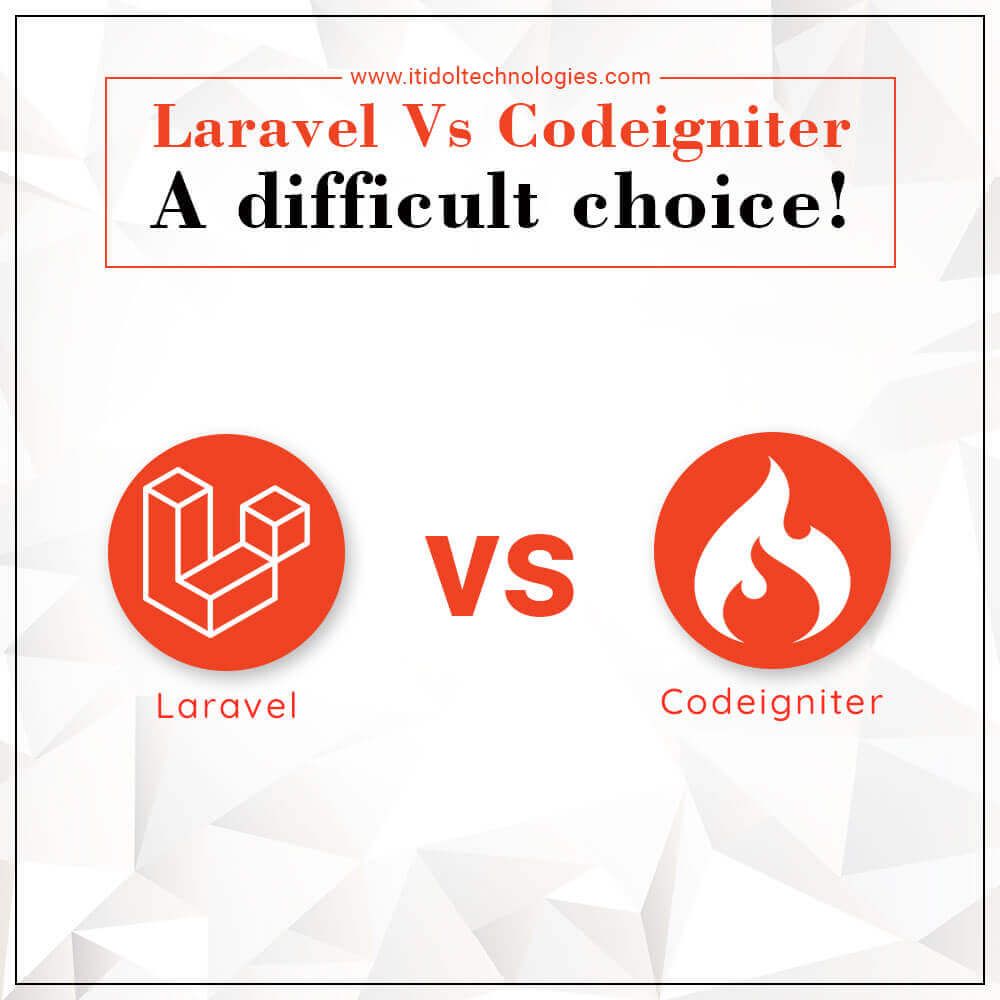 www.itidoltechnologies.com
Laravel Vs Codeigniter
A difficult choice!
VS
Laravel
Codeigniter